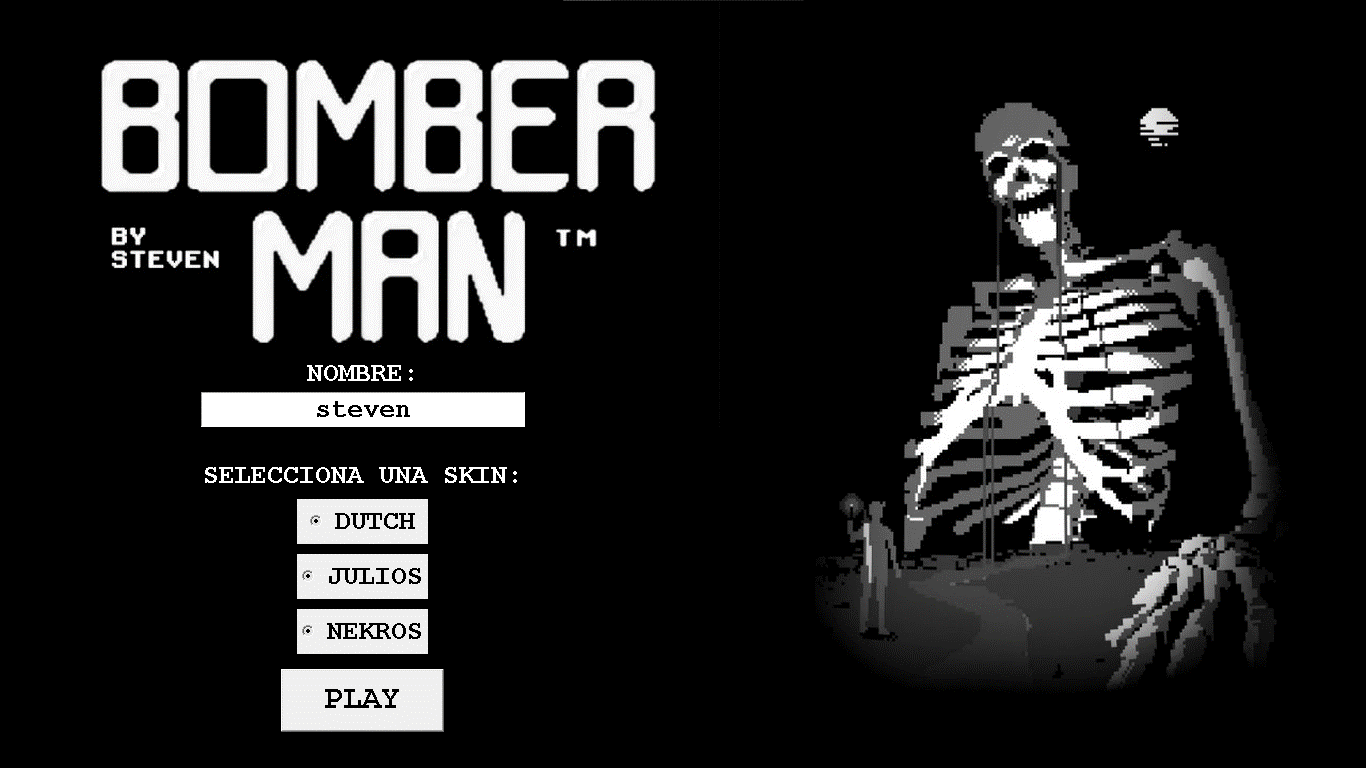 BOMBER
MAN
BY
STEVEN
TM
NOMBRE:
steven
SELECCIONA UNA SKIN:
DUTCH
JULIOS
NEKROS
PLAY